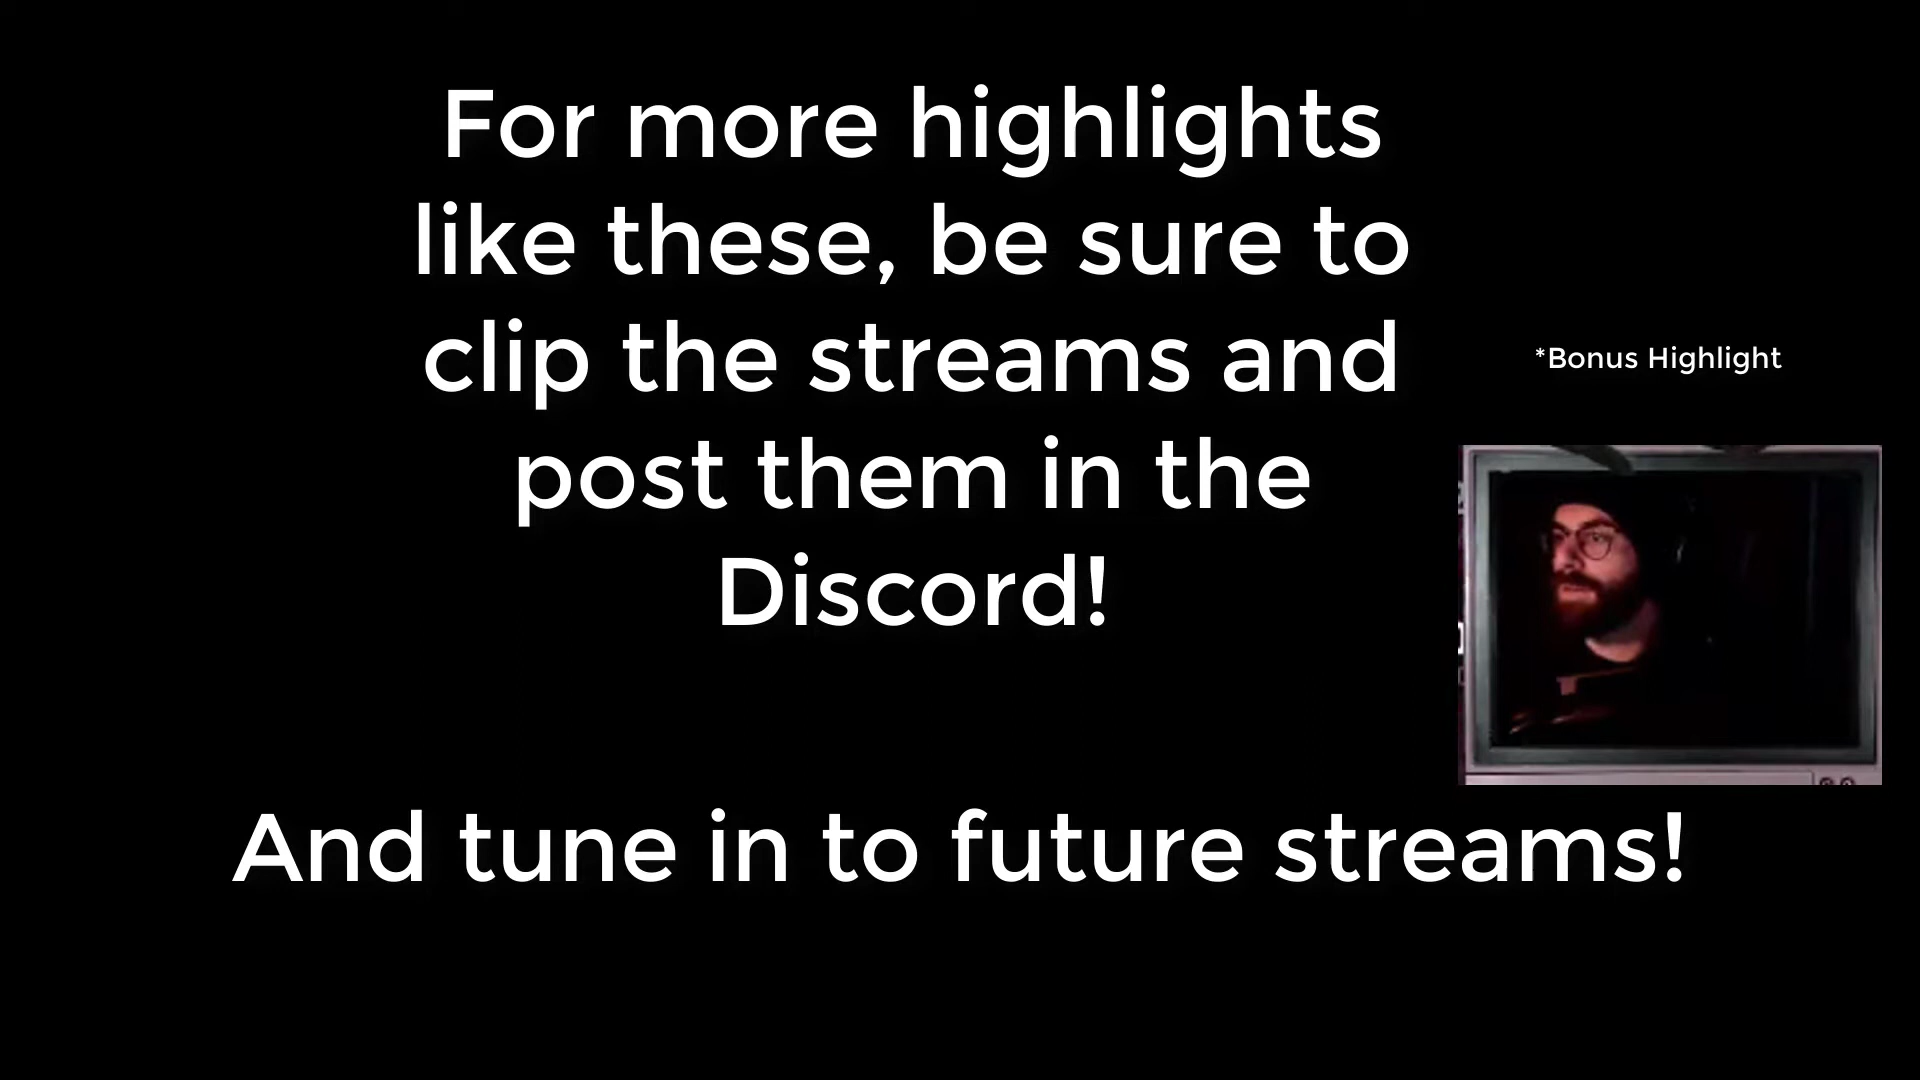 For more highlights
like these, be sure to
clip the streams and
post them in the
Discord!
*Bonus Highlight
And tune in to future streams!